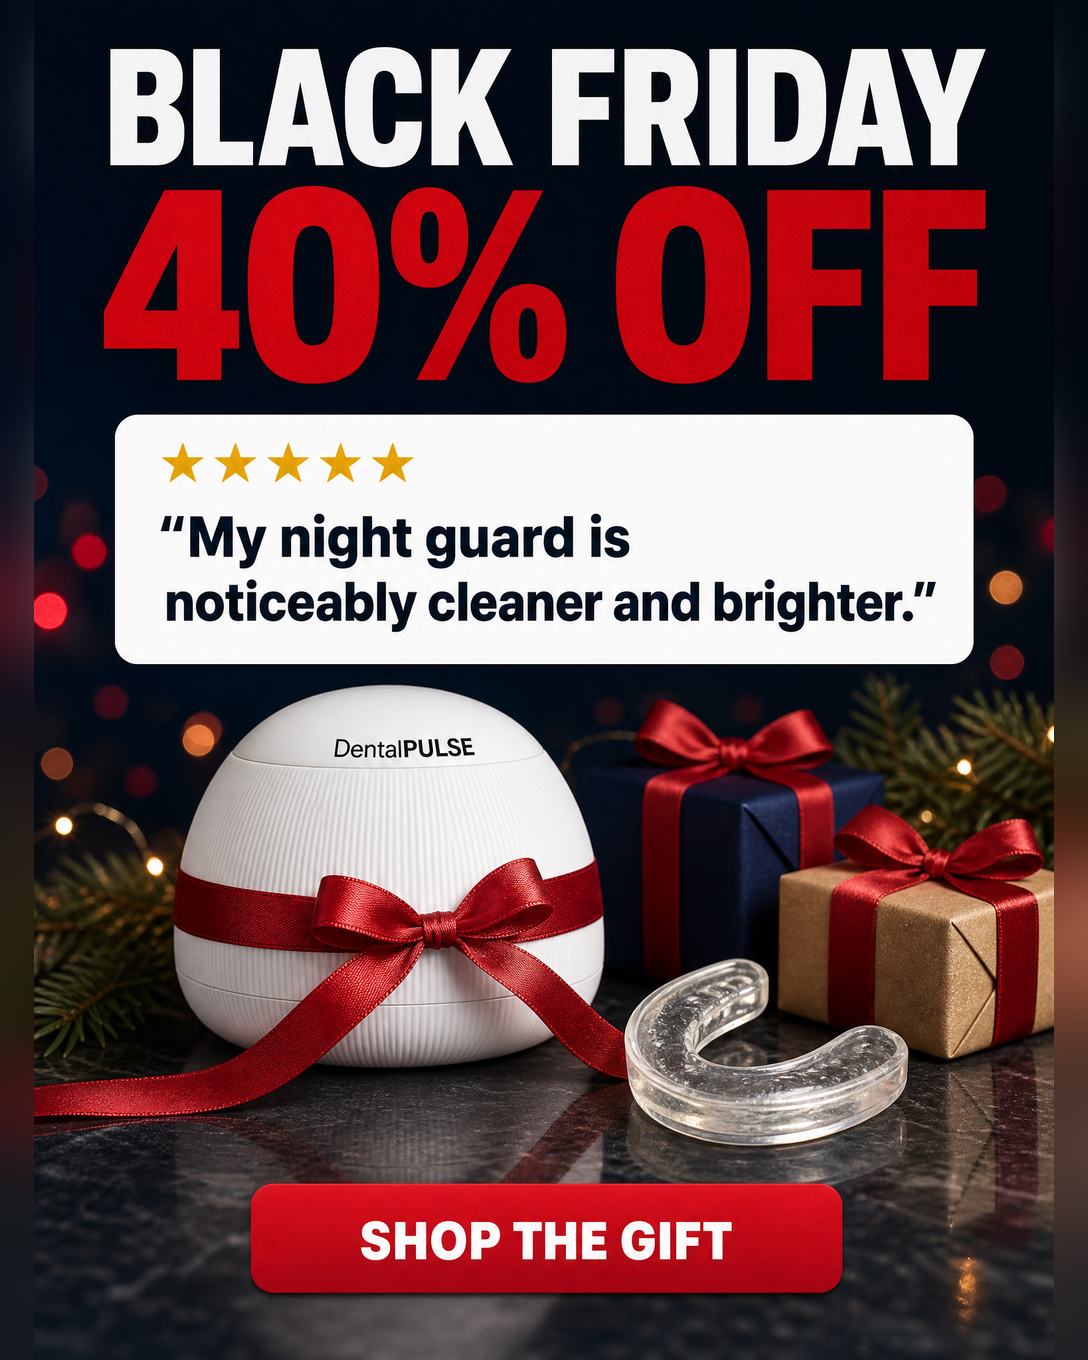 BLACK FRIDAY
40% OFF
“My night guard is
noticeably cleaner and brighter.”
DentalPULSE
SHOP THE GIFT